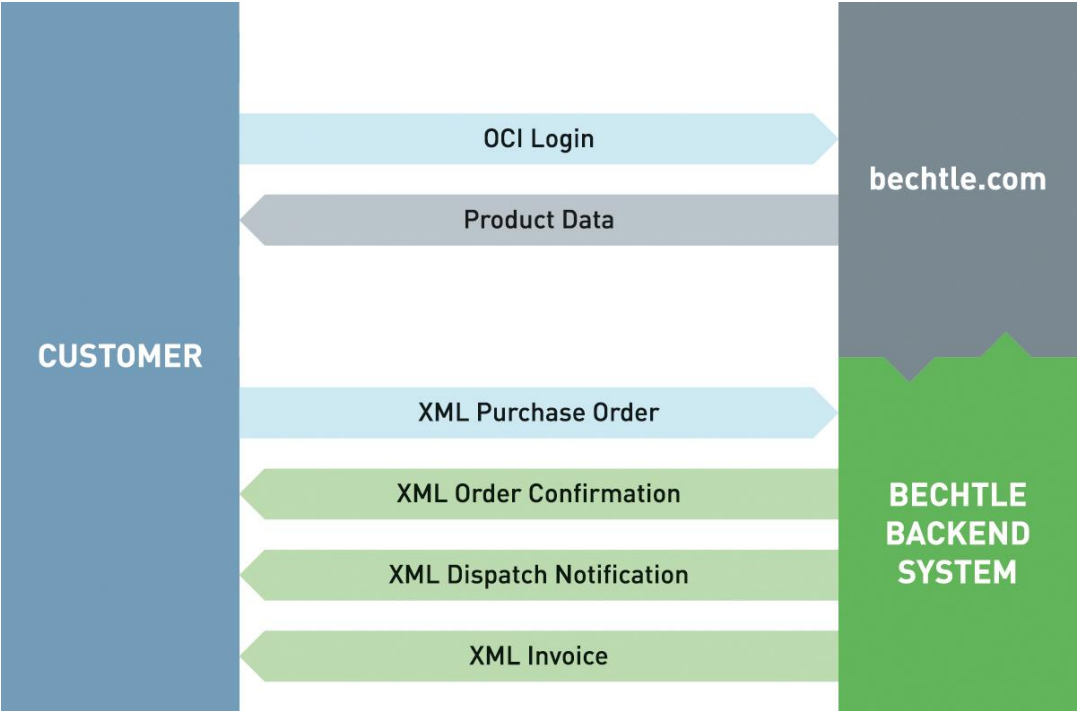 OCI Login
bechtle.com
Product Data
CUSTOMER
XML Purchase Order
XML Order Confirmation
BECHTLE
BACKEND
SYSTEM
XML Dispatch Notification
XML Invoice